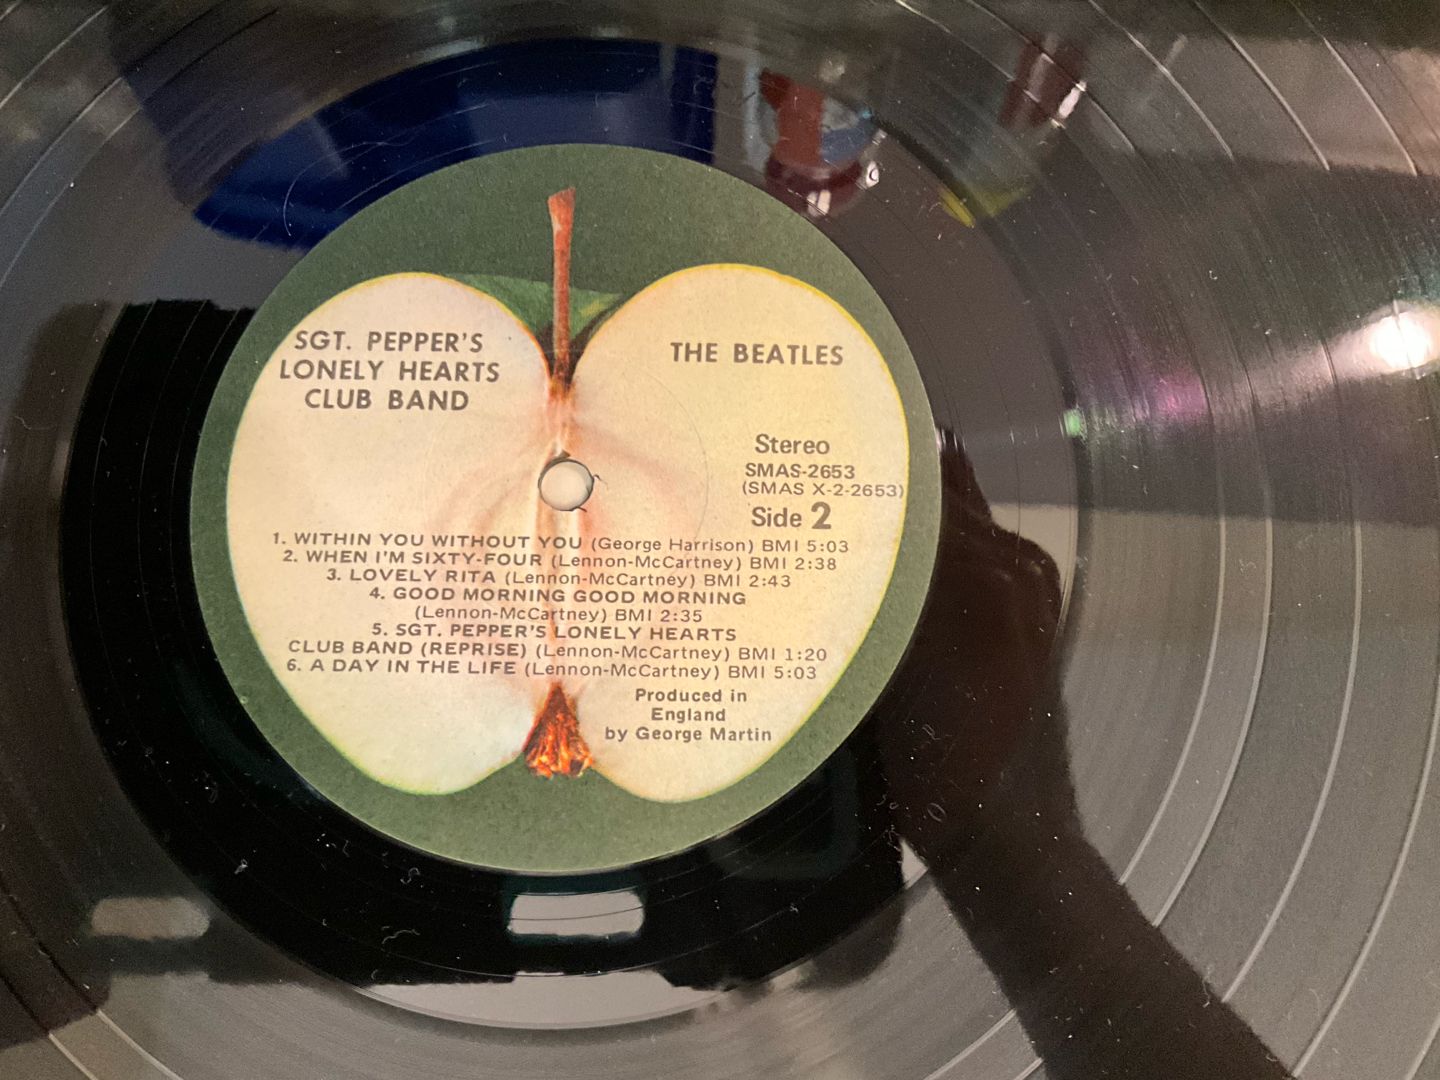 SGT. PEPPER'S
LONELY HEARTS
CLUB BAND
THE BEATLES
Stereo
SMAS-2653
(SMAS X-2-2653)
Side 2
1. WITHIN YOU WITHOUT YOU (George Harrison) BMI 5:03
2. WHEN I'M SIXTY-FOUR (Lennon-McCartney) BMI 2:38
3. LOVELY RITA (Lennon-McCartney) BMI 2:43
4. GOOD MORNING GOOD MORNING
(Lennon-McCartney) BMI 2:35
5. SGT. PEPPER'S LONELY HEARTS
CLUB BAND (REPRISE) (Lennon-McCartney) BMI 1:20
6. A DAY IN THE LIFE (Lennon-McCartney) BMI 5:03
Produced in
England
by George Martin